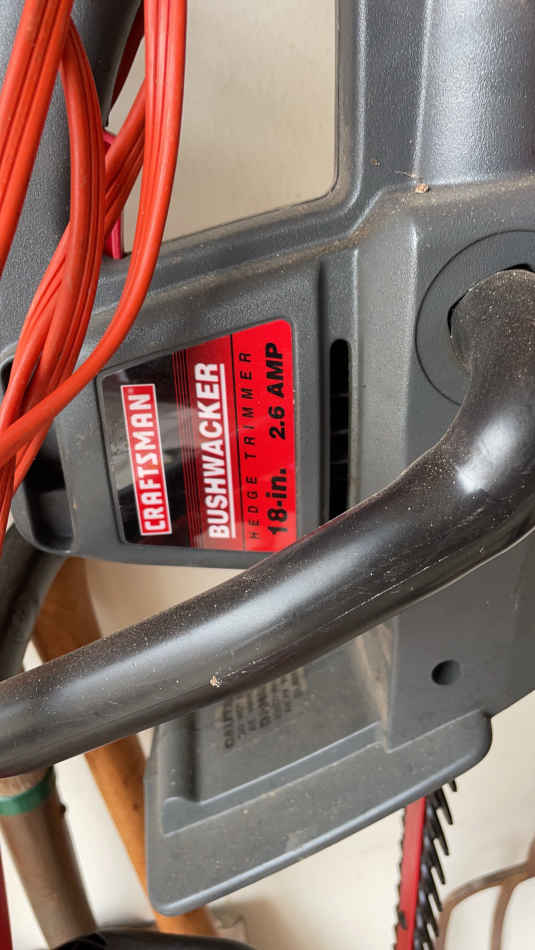 CRAFTSMAN®
BUSHWACKER
HEDGE TRIMMER
18-in. 2.6 AMP